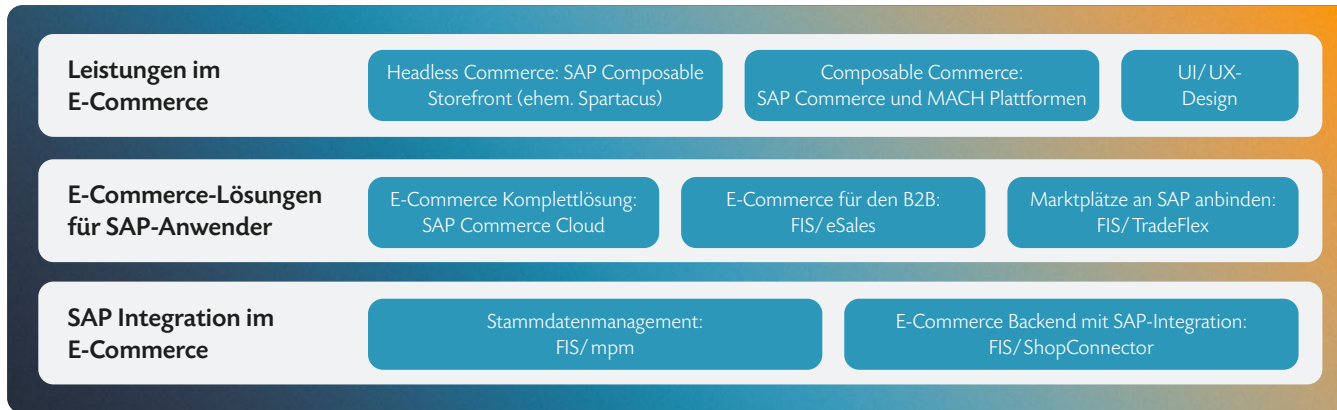 Leistungen im
E-Commerce
Headless Commerce: SAP Composable
Storefront (ehem. Spartacus)
Composable Commerce:
SAP Commerce und MACH Plattformen
UI/UX-
Design
E-Commerce-Lösungen
für SAP-Anwender
E-Commerce Komplettlösung:
SAP Commerce Cloud
E-Commerce für den B2B:
FIS/eSales
Marktplätze an SAP anbinden:
FIS/TradeFlex
SAP Integration im
E-Commerce
Stammdatenmanagement:
FIS/mpm
E-Commerce Backend mit SAP-Integration:
FIS/ShopConnector